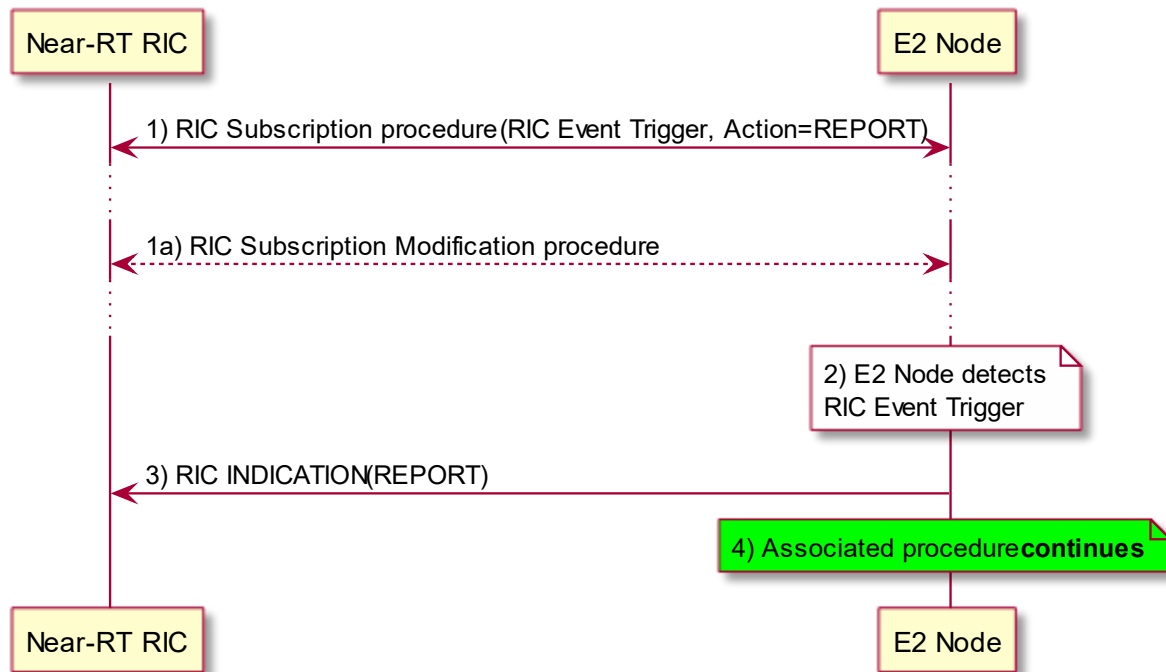 Near-RT RIC
E2 Node
1) RIC Subscription procedure(RIC Event Trigger, Action=REPORT)
1a) RIC Subscription Modification procedure
2) E2 Node detects
RIC Event Trigger
3) RIC INDICATION(REPORT)
4) Associated procedurecontinues
Near-RT RIC
E2 Node